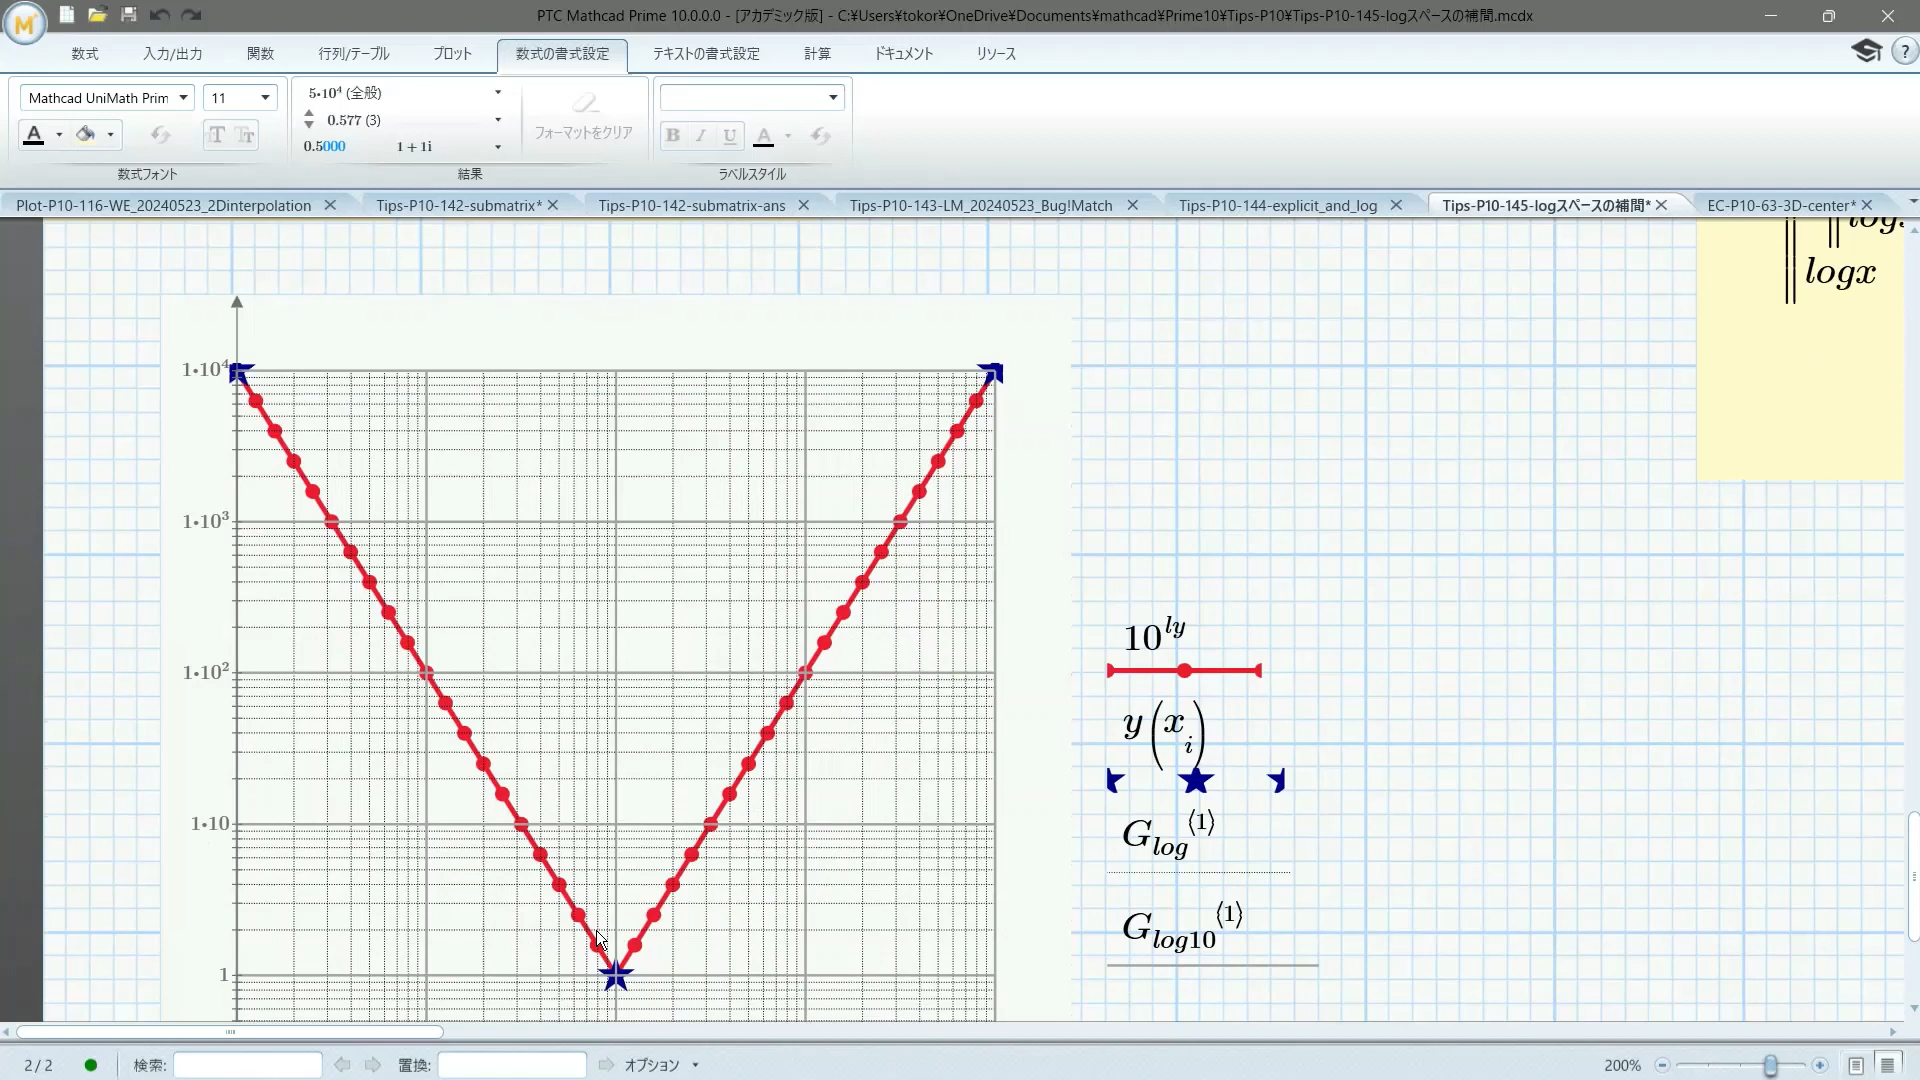 PTC Mathcad Prime 10.0.0.0 - [アカデミック版] - C:¥Users¥tokor¥OneDrive¥Documents¥mathcad¥Prime10¥Tips-P10¥Tips-P10-145-logスペースの補間.mcdx
数式 入力/出力 関数 行列/テーブル プロット 数式の書式設定 テキストの書式設定 計算 ドキュメント リソース
Mathcad UniMath Prim 11
5•10⁴ (全般)
0.577 (3)
0.5000 1 + 1i
フォーマットをクリア
B I U A
数式フォント 結果 ラベルスタイル
Plot-P10-116-WE_20240523_2Dinterpolation Tips-P10-142-submatrix* Tips-P10-142-submatrix-ans Tips-P10-143-LM_20240523_Bug!Match Tips-P10-144-explicit_and_log Tips-P10-145-logスペースの補間* EC-P10-63-3D-center*
logx
1•10⁴
1•10³
1•10²
1•10
1
10^ly
y(x_i)
G_log^⟨1⟩
G_log10^⟨1⟩
2 / 2 検索: 置換: オプション 200%